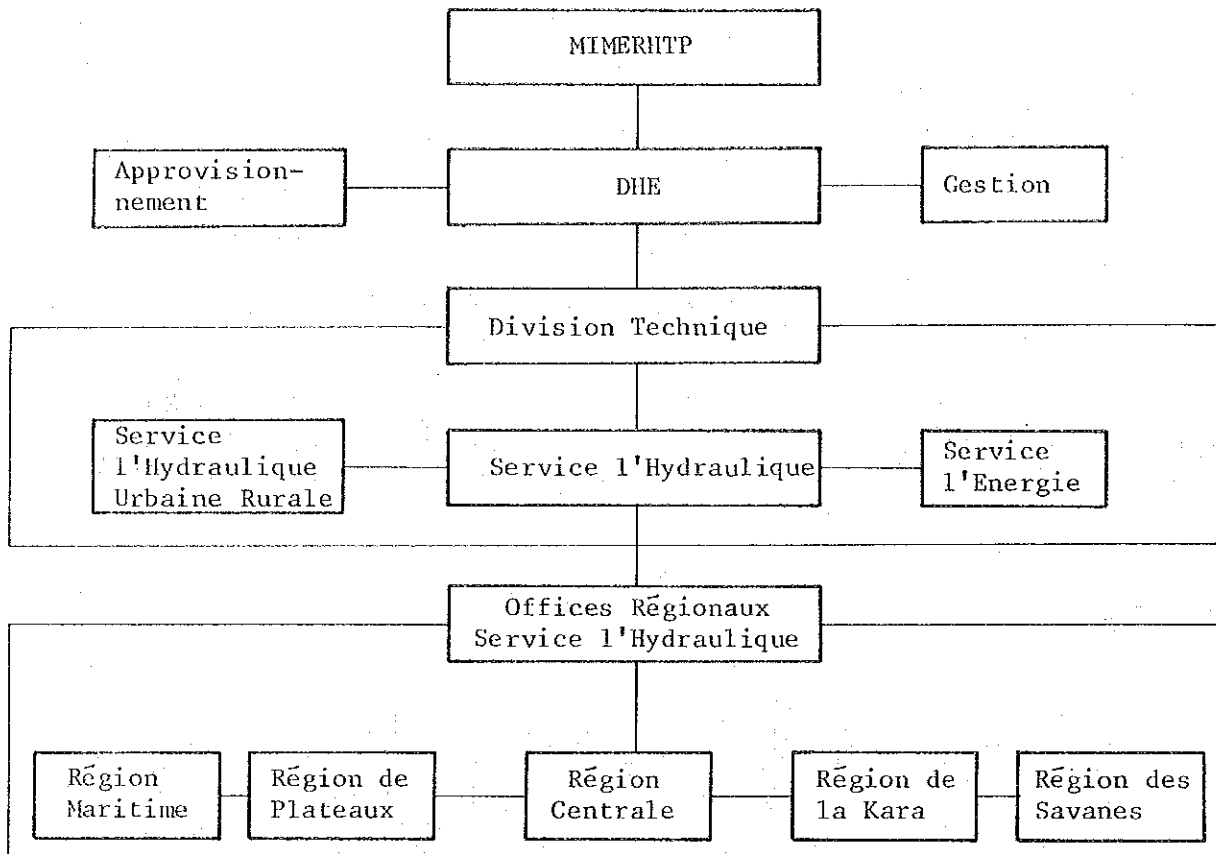 MIMERHTP
Approvision-
nement
DHE
Gestion
Division Technique
Service
l'Hydraulique
Urbaine Rurale
Service l'Hydraulique
Service
l'Energie
Offices Régionaux
Service l'Hydraulique
Région
Maritime
Région de
Plateaux
Région
Centrale
Région de
la Kara
Région des
Savanes